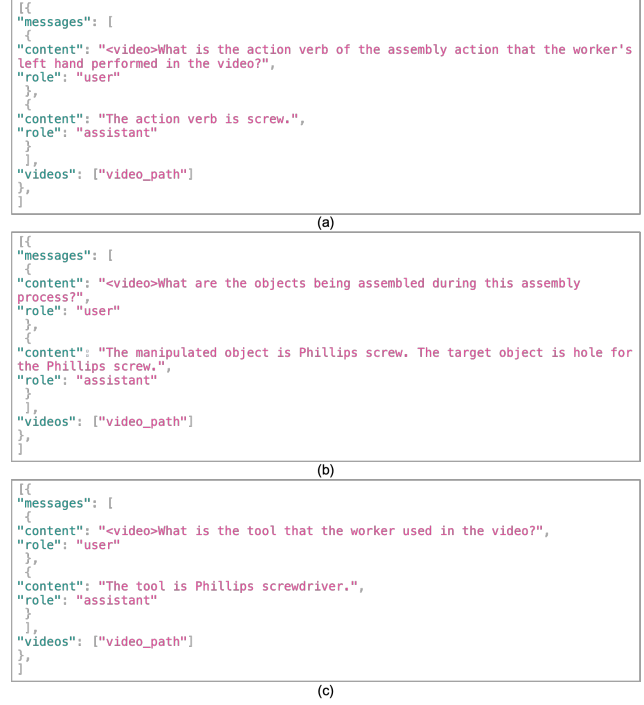 [{
"messages": [
{
"content": "<video>What is the action verb of the assembly action that the worker's
left hand performed in the video?",
"role": "user"
},
{
"content": "The action verb is screw.",
"role": "assistant"
}
],
"videos": ["video_path"]
},
]
(a)
[{
"messages": [
{
"content": "<video>What are the objects being assembled during this assembly
process?",
"role": "user"
},
{
"content": "The manipulated object is Phillips screw. The target object is hole for
the Phillips screw.",
"role": "assistant"
}
],
"videos": ["video_path"]
},
]
(b)
[{
"messages": [
{
"content": "<video>What is the tool that the worker used in the video?",
"role": "user"
},
{
"content": "The tool is Phillips screwdriver.",
"role": "assistant"
}
],
"videos": ["video_path"]
},
]
(c)